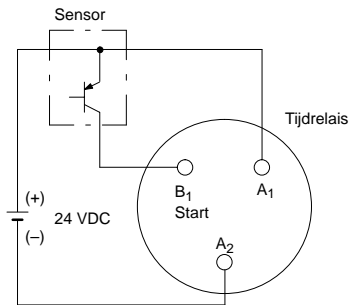 Sensor
Tijdrelais
B1
A1
Start
(+)
24 VDC
(–)
A2